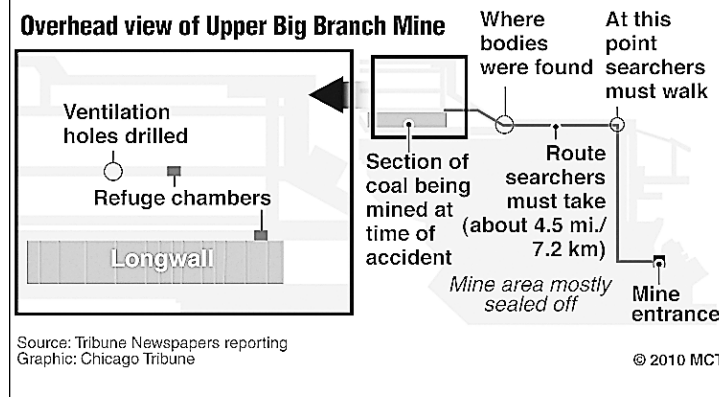 Overhead view of Upper Big Branch Mine
Ventilation
holes drilled
Refuge chambers
Longwall
Where
bodies
were found
At this
point
searchers
must walk
Section of
coal being
mined at
time of
accident
Route
searchers
must take
(about 4.5 mi./
7.2 km)
Mine area mostly
sealed off
Mine
entrance
Source: Tribune Newspapers reporting
Graphic: Chicago Tribune
© 2010 MCT